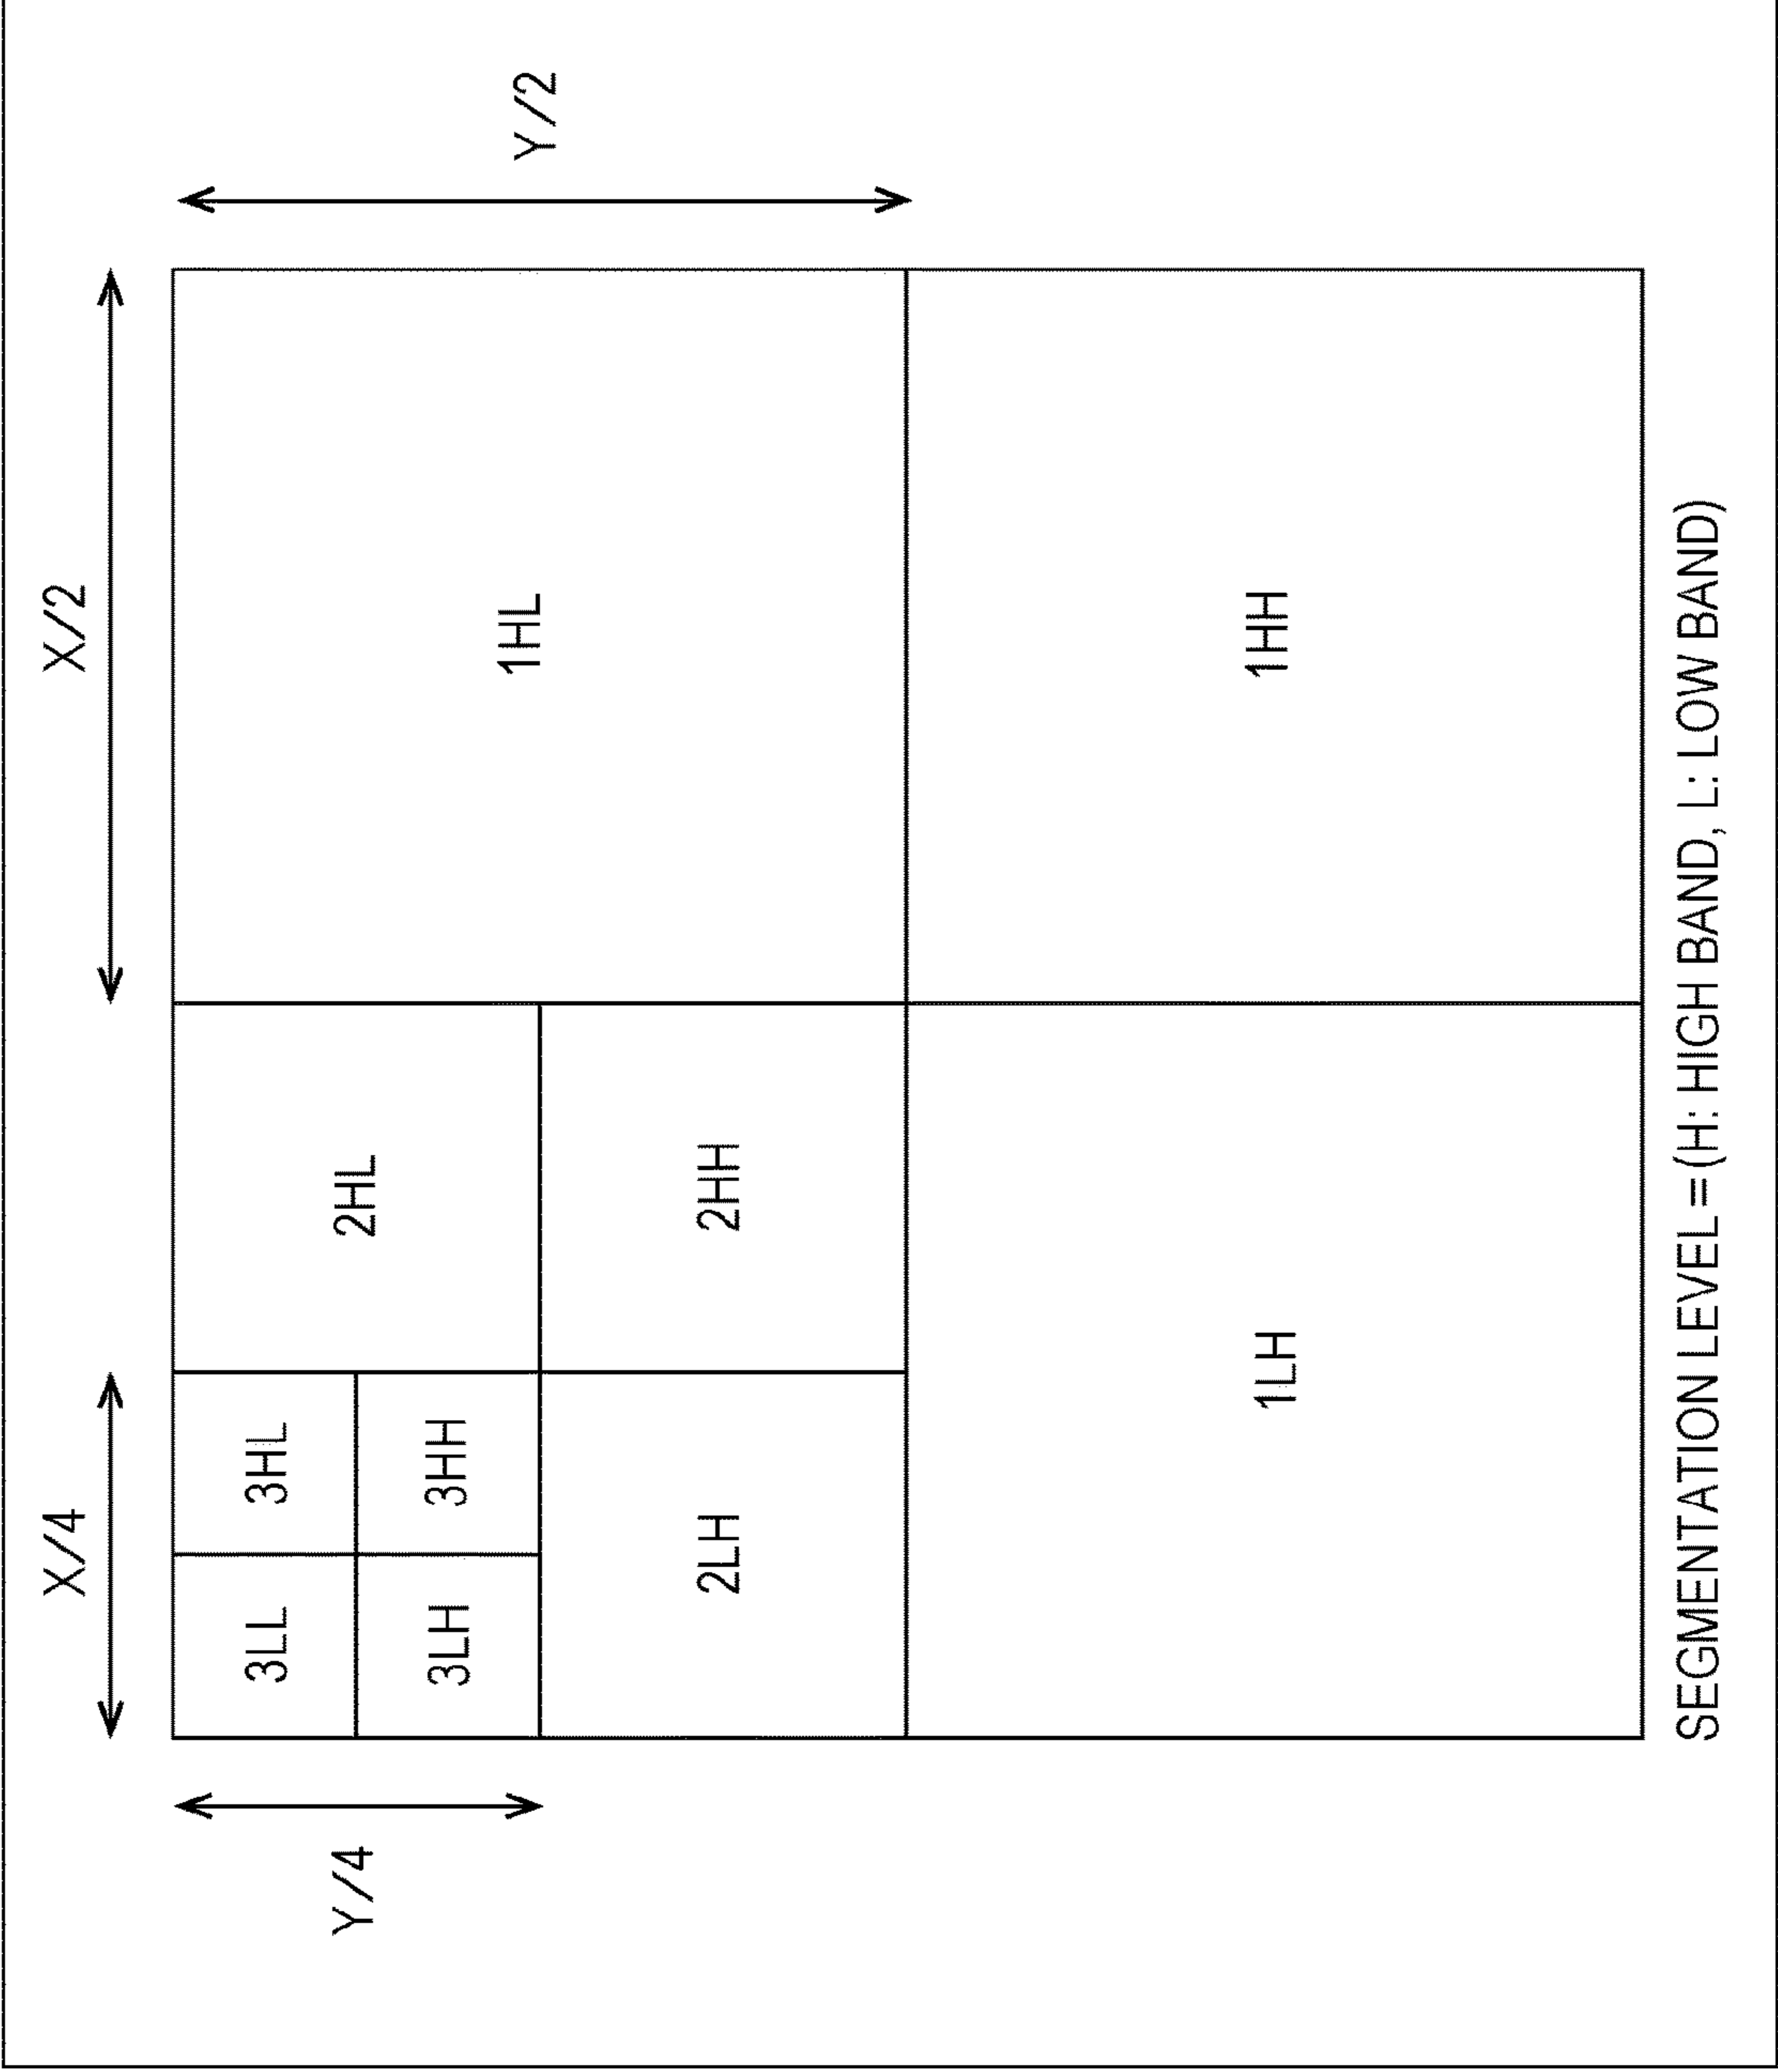 X/4
X/2
Y/4
Y/2
3LL
3HL
2HL
1HL
3LH
3HH
2LH
2HH
1LH
1HH
SEGMENTATION LEVEL = (H: HIGH BAND, L: LOW BAND)